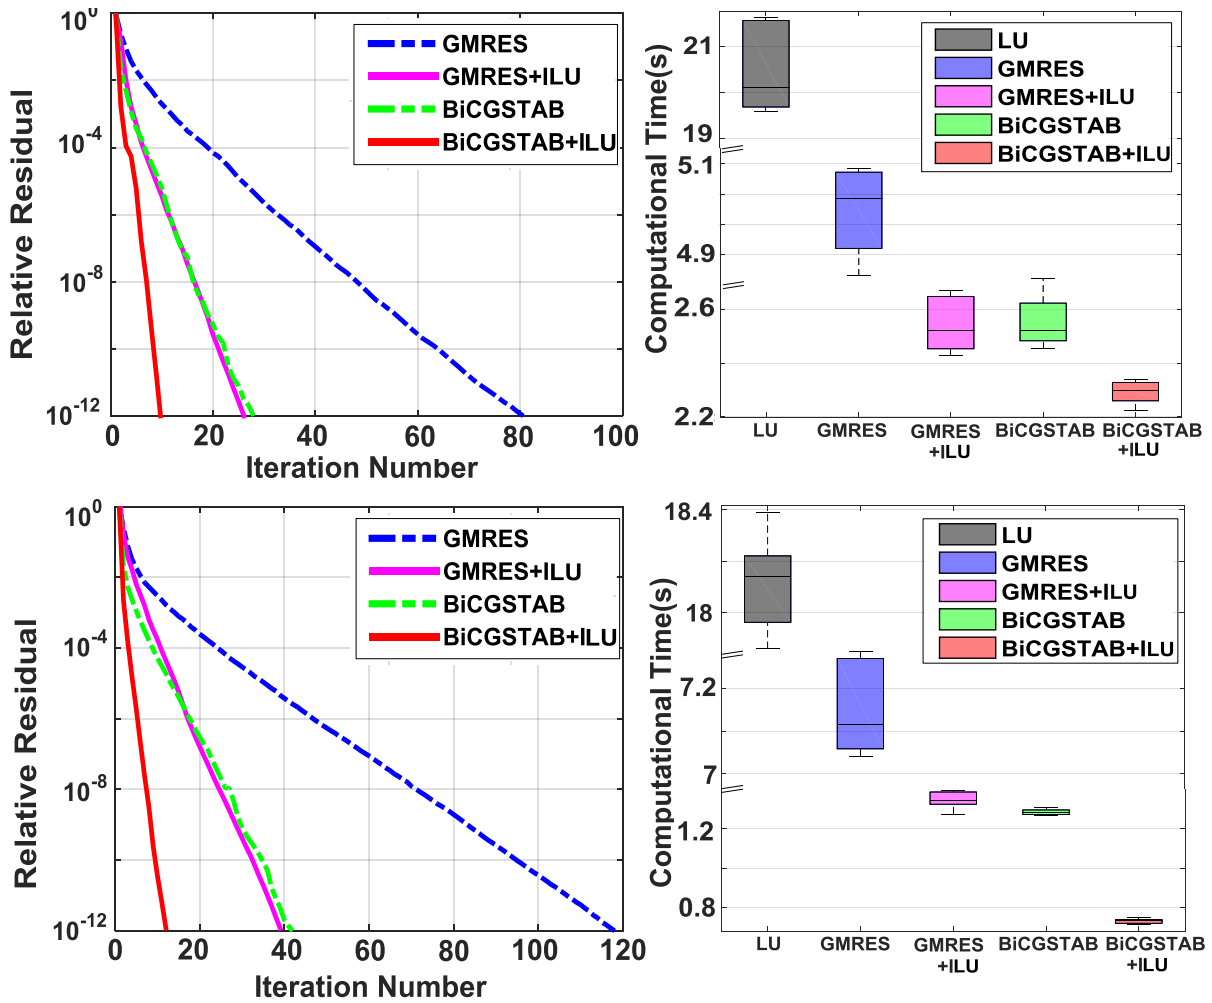 10^0
10^-4
10^-8
10^-12
Relative Residual
0 20 40 60 80 100
Iteration Number
GMRES
GMRES+ILU
BiCGSTAB
BiCGSTAB+ILU
21
19
5.1
4.9
2.6
2.2
Computational Time(s)
LU
GMRES
GMRES+ILU
BiCGSTAB
BiCGSTAB+ILU
LU GMRES GMRES BiCGSTAB BiCGSTAB
+ILU +ILU
10^0
10^-4
10^-8
10^-12
Relative Residual
0 20 40 60 80 100 120
Iteration Number
GMRES
GMRES+ILU
BiCGSTAB
BiCGSTAB+ILU
18.4
18
7.2
7
1.2
0.8
Computational Time(s)
LU
GMRES
GMRES+ILU
BiCGSTAB
BiCGSTAB+ILU
LU GMRES GMRES BiCGSTAB BiCGSTAB
+ILU +ILU